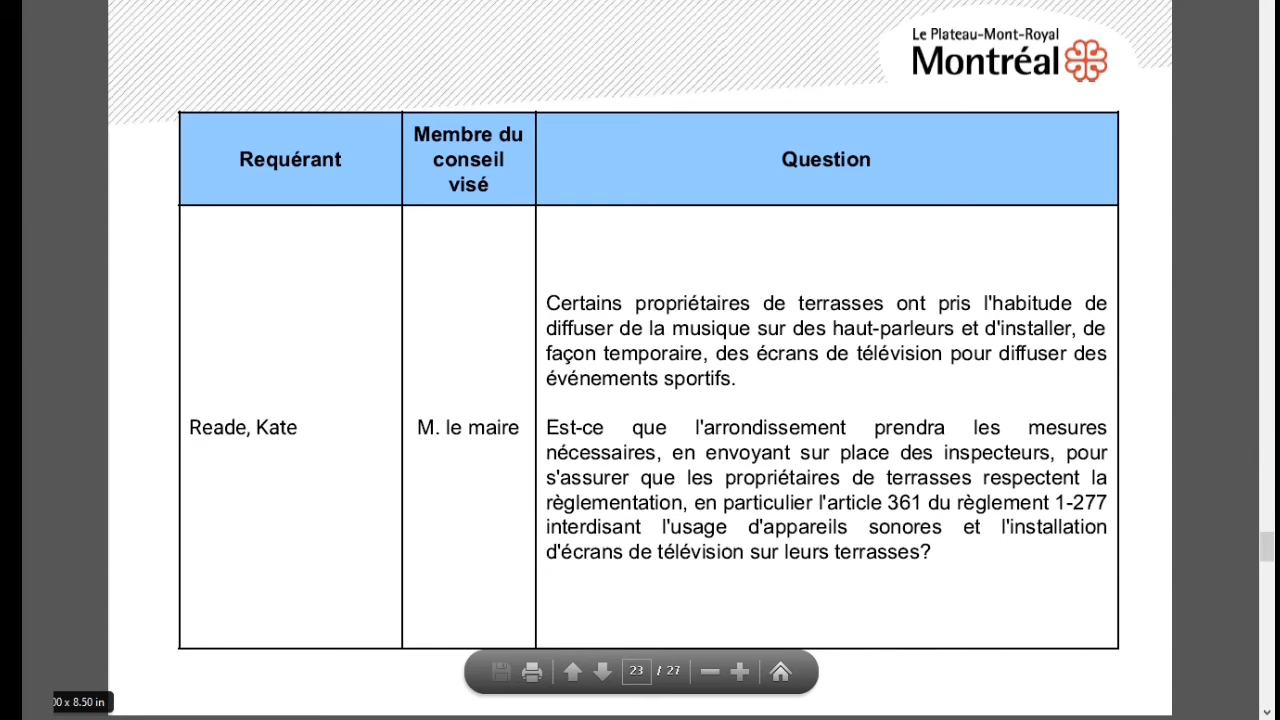 Le Plateau-Mont-Royal
Montréal
Requérant
Membre du
conseil
visé
Question
Reade, Kate
M. le maire
Certains propriétaires de terrasses ont pris l'habitude de
diffuser de la musique sur des haut-parleurs et d'installer, de
façon temporaire, des écrans de télévision pour diffuser des
événements sportifs.
Est-ce que l'arrondissement prendra les mesures
nécessaires, en envoyant sur place des inspecteurs, pour
s'assurer que les propriétaires de terrasses respectent la
règlementation, en particulier l'article 361 du règlement 1-277
interdisant l'usage d'appareils sonores et l'installation
d'écrans de télévision sur leurs terrasses?
23 / 27
00 x 8.50 in